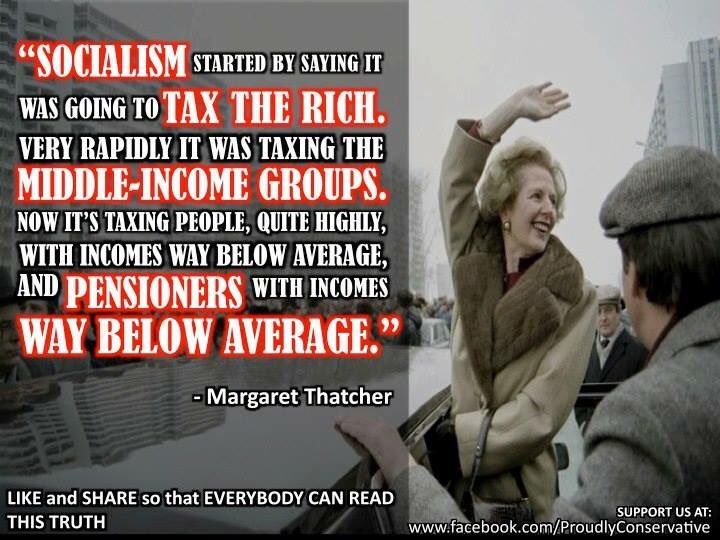 “SOCIALISM STARTED BY SAYING IT
WAS GOING TO TAX THE RICH.
VERY RAPIDLY IT WAS TAXING THE
MIDDLE-INCOME GROUPS.
NOW IT’S TAXING PEOPLE, QUITE HIGHLY,
WITH INCOMES WAY BELOW AVERAGE,
AND PENSIONERS WITH INCOMES
WAY BELOW AVERAGE.”
- Margaret Thatcher
LIKE and SHARE so that EVERYBODY CAN READ
THIS TRUTH
SUPPORT US AT:
www.facebook.com/ProudlyConservative